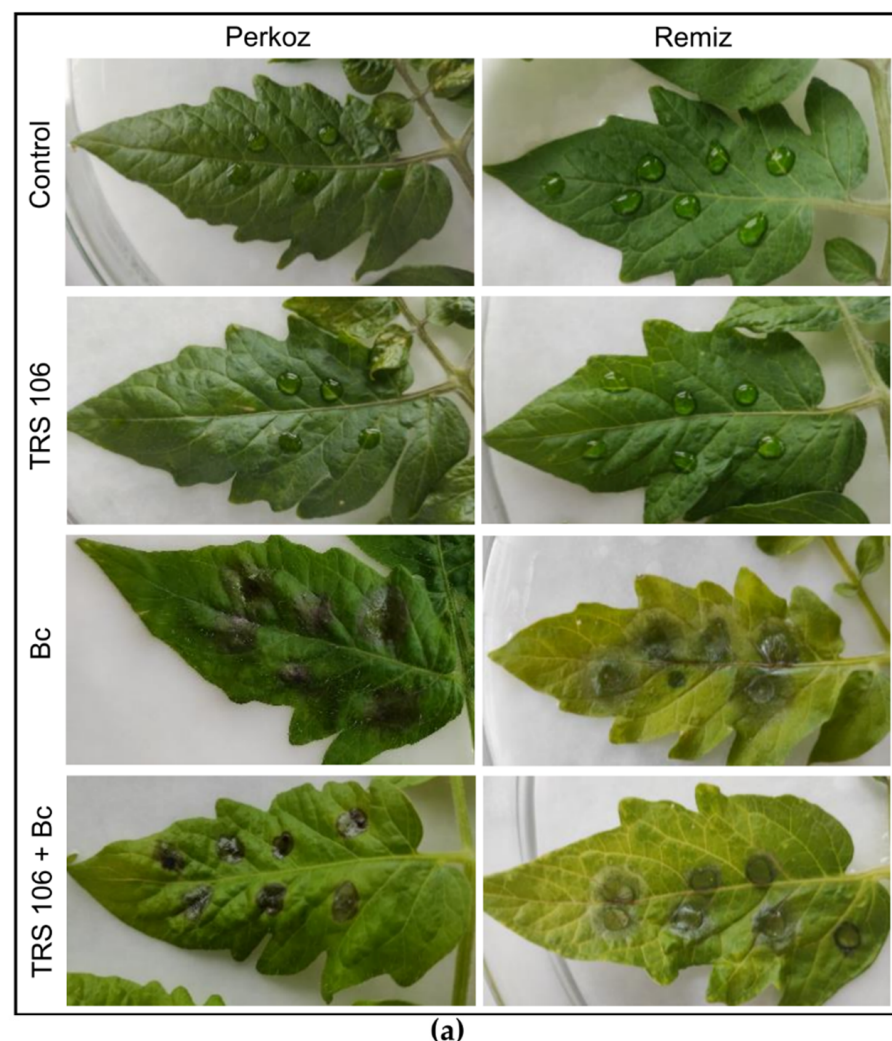 Perkoz Remiz
Control
TRS 106
Bc
TRS 106 + Bc
(a)